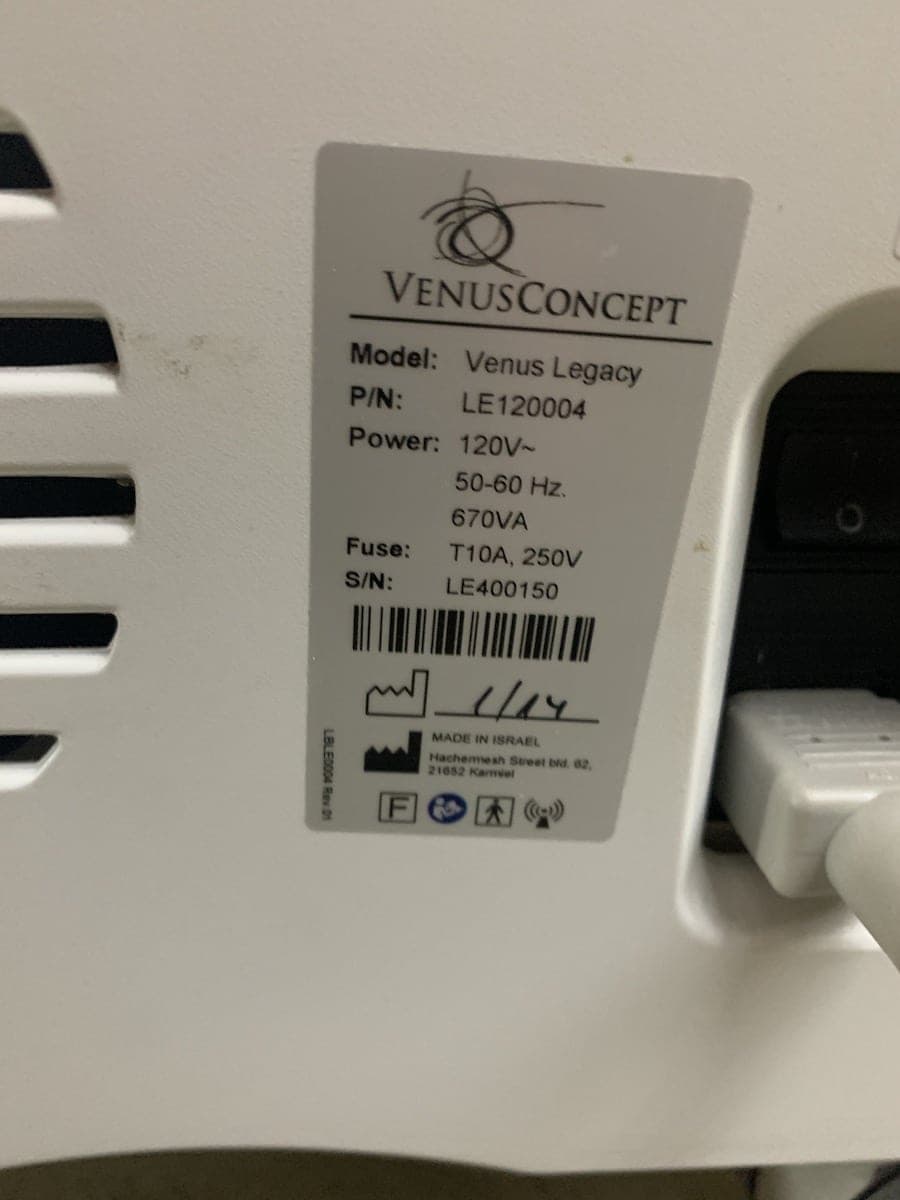 VENUSCONCEPT
Model: Venus Legacy
P/N: LE120004
Power: 120V~
50-60 Hz.
670VA
Fuse: T10A, 250V
S/N: LE400150
1/14
MADE IN ISRAEL
Hachemesh Street bld. 62,
21652 Karmiel
F
LBLE0004 Rev 01